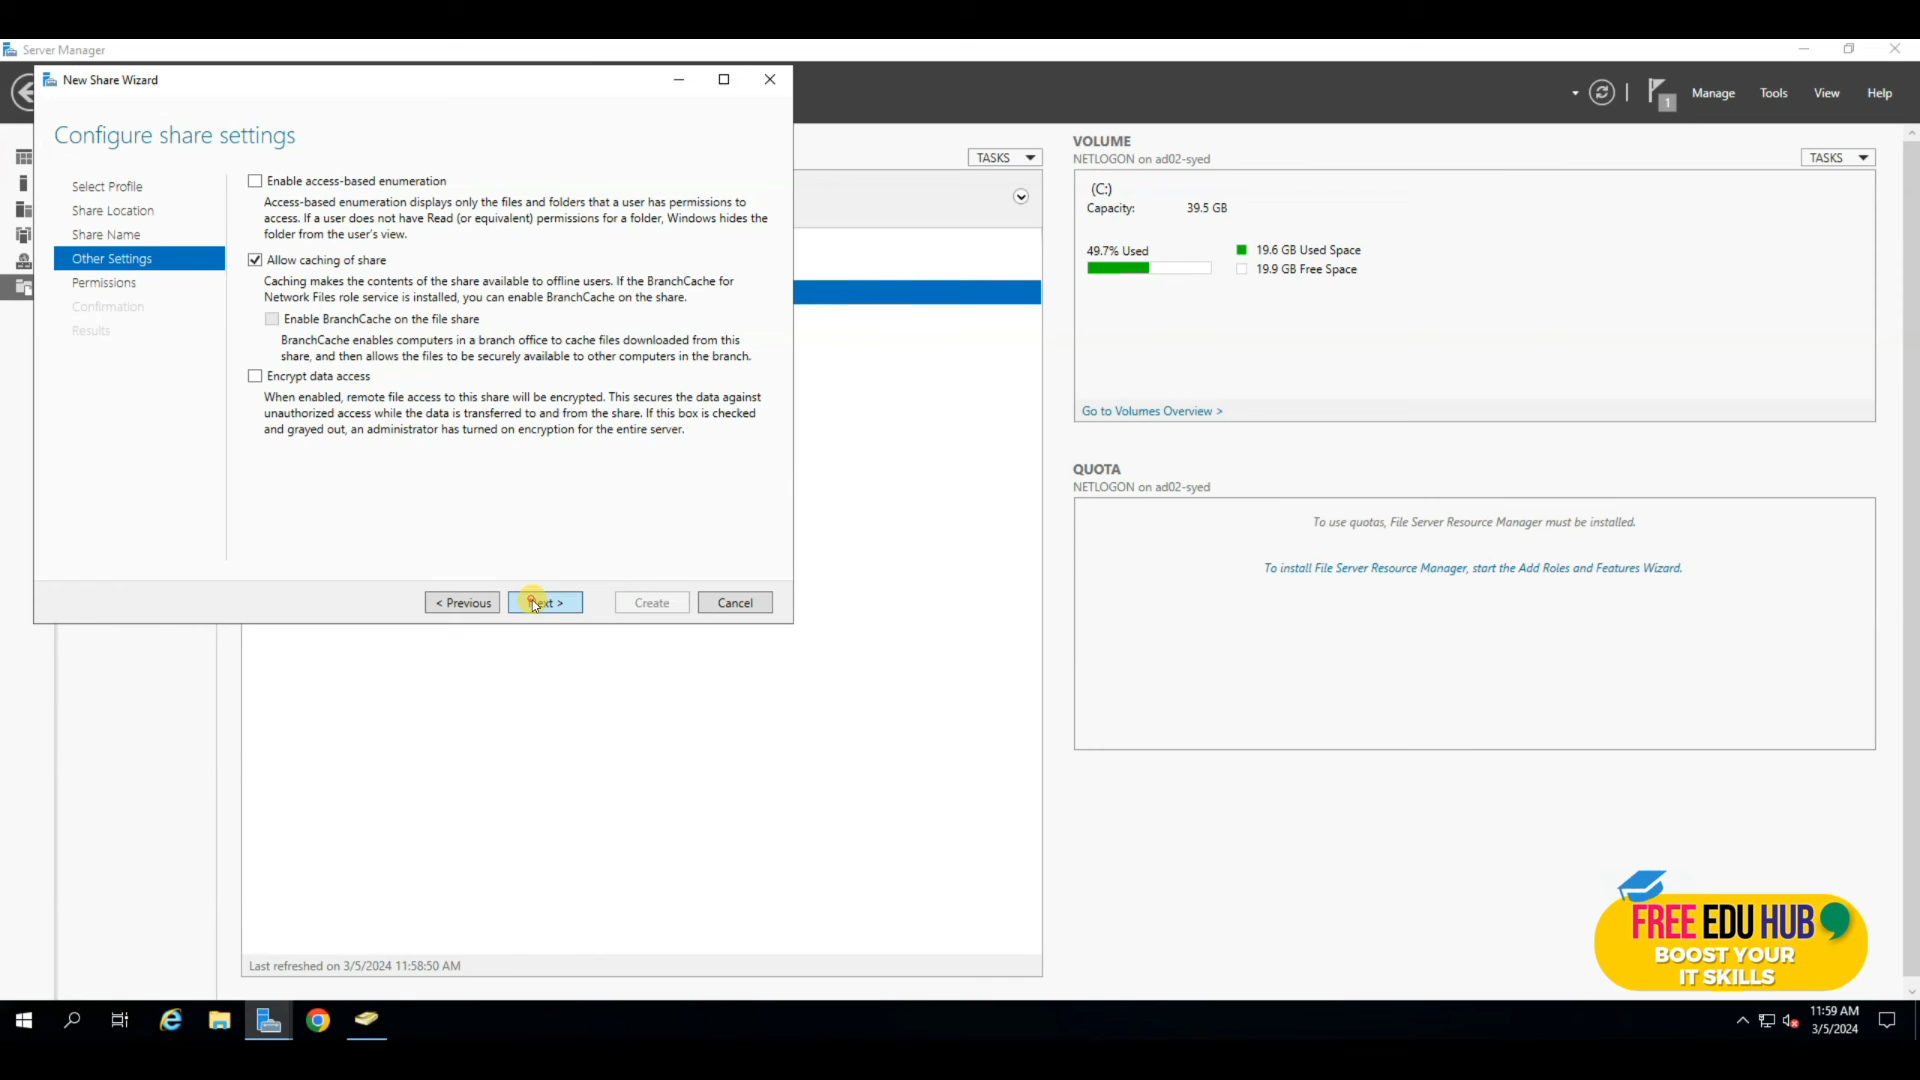 Server Manager
New Share Wizard
1
Manage
Tools
View
Help
Configure share settings
Select Profile
Share Location
Share Name
Other Settings
Permissions
Confirmation
Results
Enable access-based enumeration
Access-based enumeration displays only the files and folders that a user has permissions to
access. If a user does not have Read (or equivalent) permissions for a folder, Windows hides the
folder from the user's view.
Allow caching of share
Caching makes the contents of the share available to offline users. If the BranchCache for
Network Files role service is installed, you can enable BranchCache on the share.
Enable BranchCache on the file share
BranchCache enables computers in a branch office to cache files downloaded from this
share, and then allows the files to be securely available to other computers in the branch.
Encrypt data access
When enabled, remote file access to this share will be encrypted. This secures the data against
unauthorized access while the data is transferred to and from the share. If this box is checked
and grayed out, an administrator has turned on encryption for the entire server.
< Previous
Next >
Create
Cancel
TASKS
VOLUME
NETLOGON on ad02-syed
TASKS
(C:)
Capacity: 39.5 GB
49.7% Used
19.6 GB Used Space
19.9 GB Free Space
Go to Volumes Overview >
QUOTA
NETLOGON on ad02-syed
To use quotas, File Server Resource Manager must be installed.
To install File Server Resource Manager, start the Add Roles and Features Wizard.
Last refreshed on 3/5/2024 11:58:50 AM
FREE EDU HUB
BOOST YOUR
IT SKILLS
11:59 AM
3/5/2024